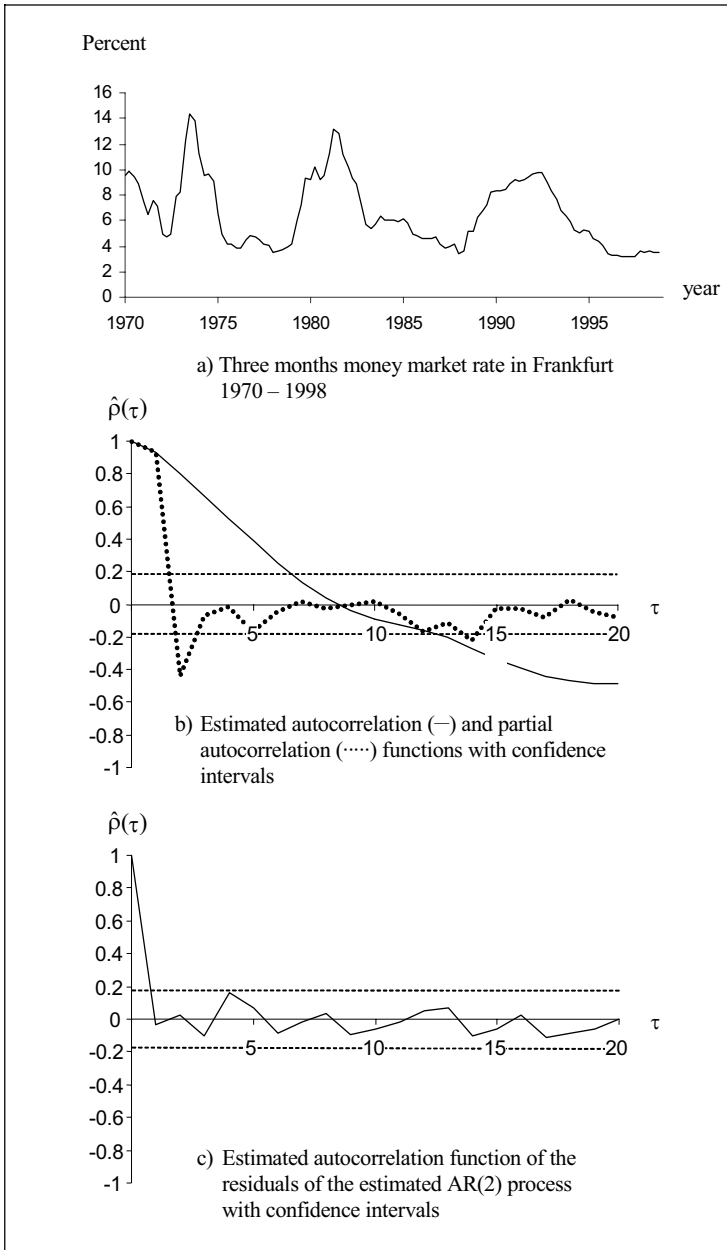 Percent
16
14
12
10
8
6
4
2
0
1970 1975 1980 1985 1990 1995
year
a) Three months money market rate in Frankfurt
1970 – 1998
ρ̂(τ)
1
0.8
0.6
0.4
0.2
0
-0.2
-0.4
-0.6
-0.8
-1
5 10 15 20
τ
b) Estimated autocorrelation (—) and partial
autocorrelation (·····) functions with confidence
intervals
ρ̂(τ)
1
0.8
0.6
0.4
0.2
0
-0.2
-0.4
-0.6
-0.8
-1
5 10 15 20
τ
c) Estimated autocorrelation function of the
residuals of the estimated AR(2) process
with confidence intervals